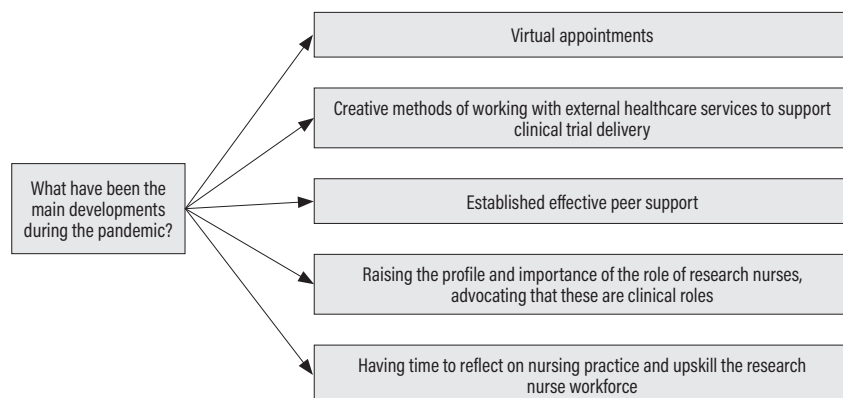 What have been the
main developments
during the pandemic?
Virtual appointments
Creative methods of working with external healthcare services to support
clinical trial delivery
Established effective peer support
Raising the profile and importance of the role of research nurses,
advocating that these are clinical roles
Having time to reflect on nursing practice and upskill the research
nurse workforce